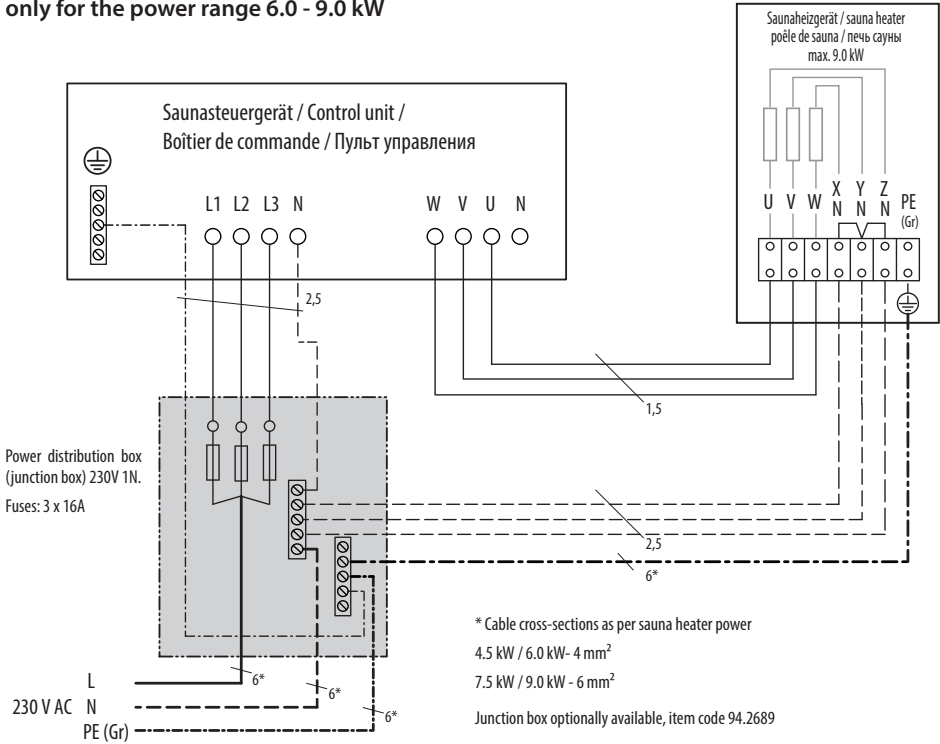 only for the power range 6.0 - 9.0 kW
Saunaheizgerät / sauna heater
poêle de sauna / печь сауны
max. 9.0 kW
Saunasteuergerät / Control unit /
Boîtier de commande / Пульт управления
L1 L2 L3 N
W V U N
U V W X Y Z PE
N N N (Gr)
2,5
1,5
Power distribution box
(junction box) 230V 1N.
Fuses: 3 x 16A
2,5
6*
* Cable cross-sections as per sauna heater power
4.5 kW / 6.0 kW- 4 mm²
7.5 kW / 9.0 kW - 6 mm²
Junction box optionally available, item code 94.2689
6*
6*
6*
L
230 V AC N
PE (Gr)